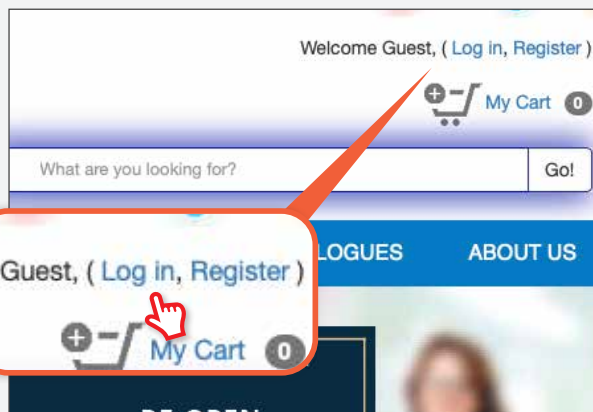 Welcome Guest, ( Log in, Register )
My Cart 0
What are you looking for? Go!
LOGUES ABOUT US
Guest, ( Log in, Register )
My Cart 0